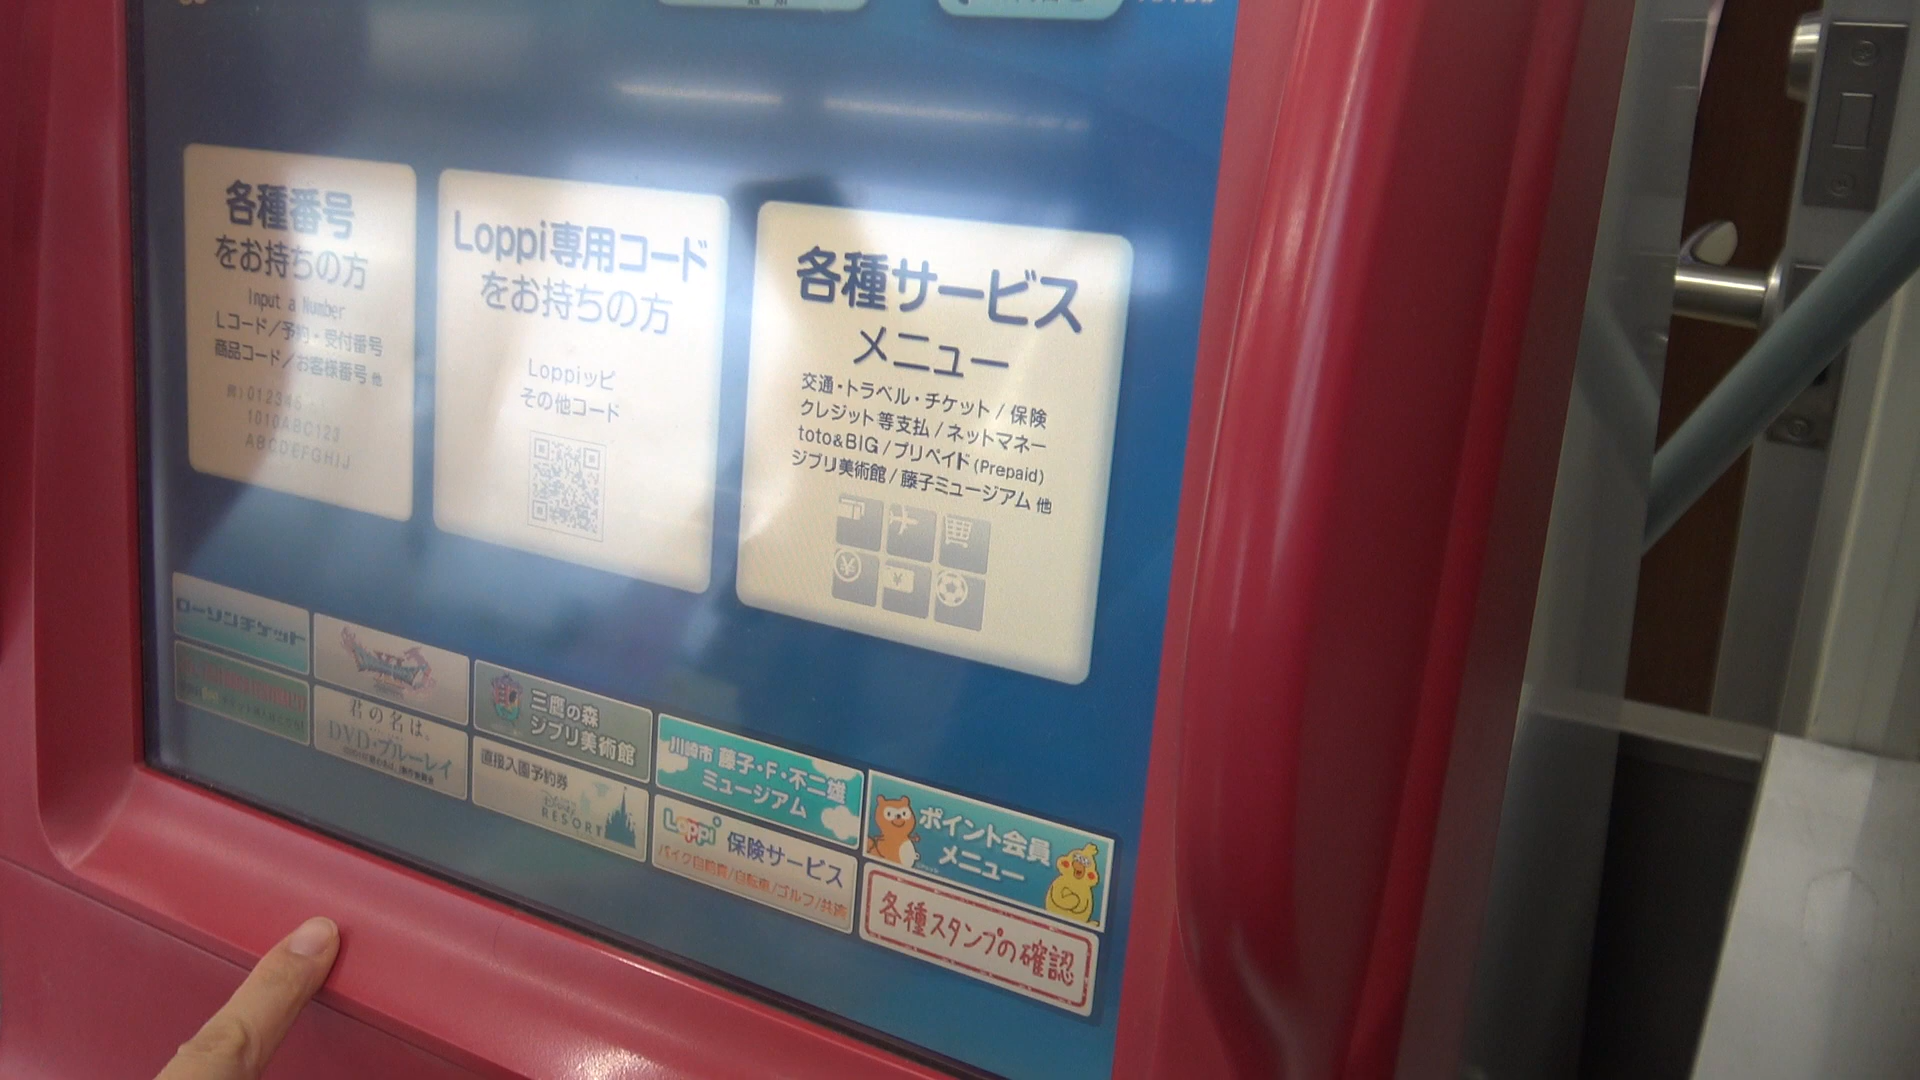 各種番号
をお持ちの方
Input a Number
Lコード/予約・受付番号
商品コード/お客様番号 他
例) 012345
1010ABC123
ABCDEFGHIJ
Loppi専用コード
をお持ちの方
Loppiッピ
その他コード
各種サービス
メニュー
交通・トラベル・チケット / 保険
クレジット等支払 / ネットマネー
toto&BIG / プリペイド (Prepaid)
ジブリ美術館 / 藤子ミュージアム 他
ローソンチケット
君の名は。
DVD・ブルーレイ
三鷹の森
ジブリ美術館
直接入園予約券
RESORT
川崎市 藤子・F・不二雄
ミュージアム
Loppi 保険サービス
バイク自賠責/自転車/ゴルフ/共済
ポイント会員
メニュー
各種スタンプの確認